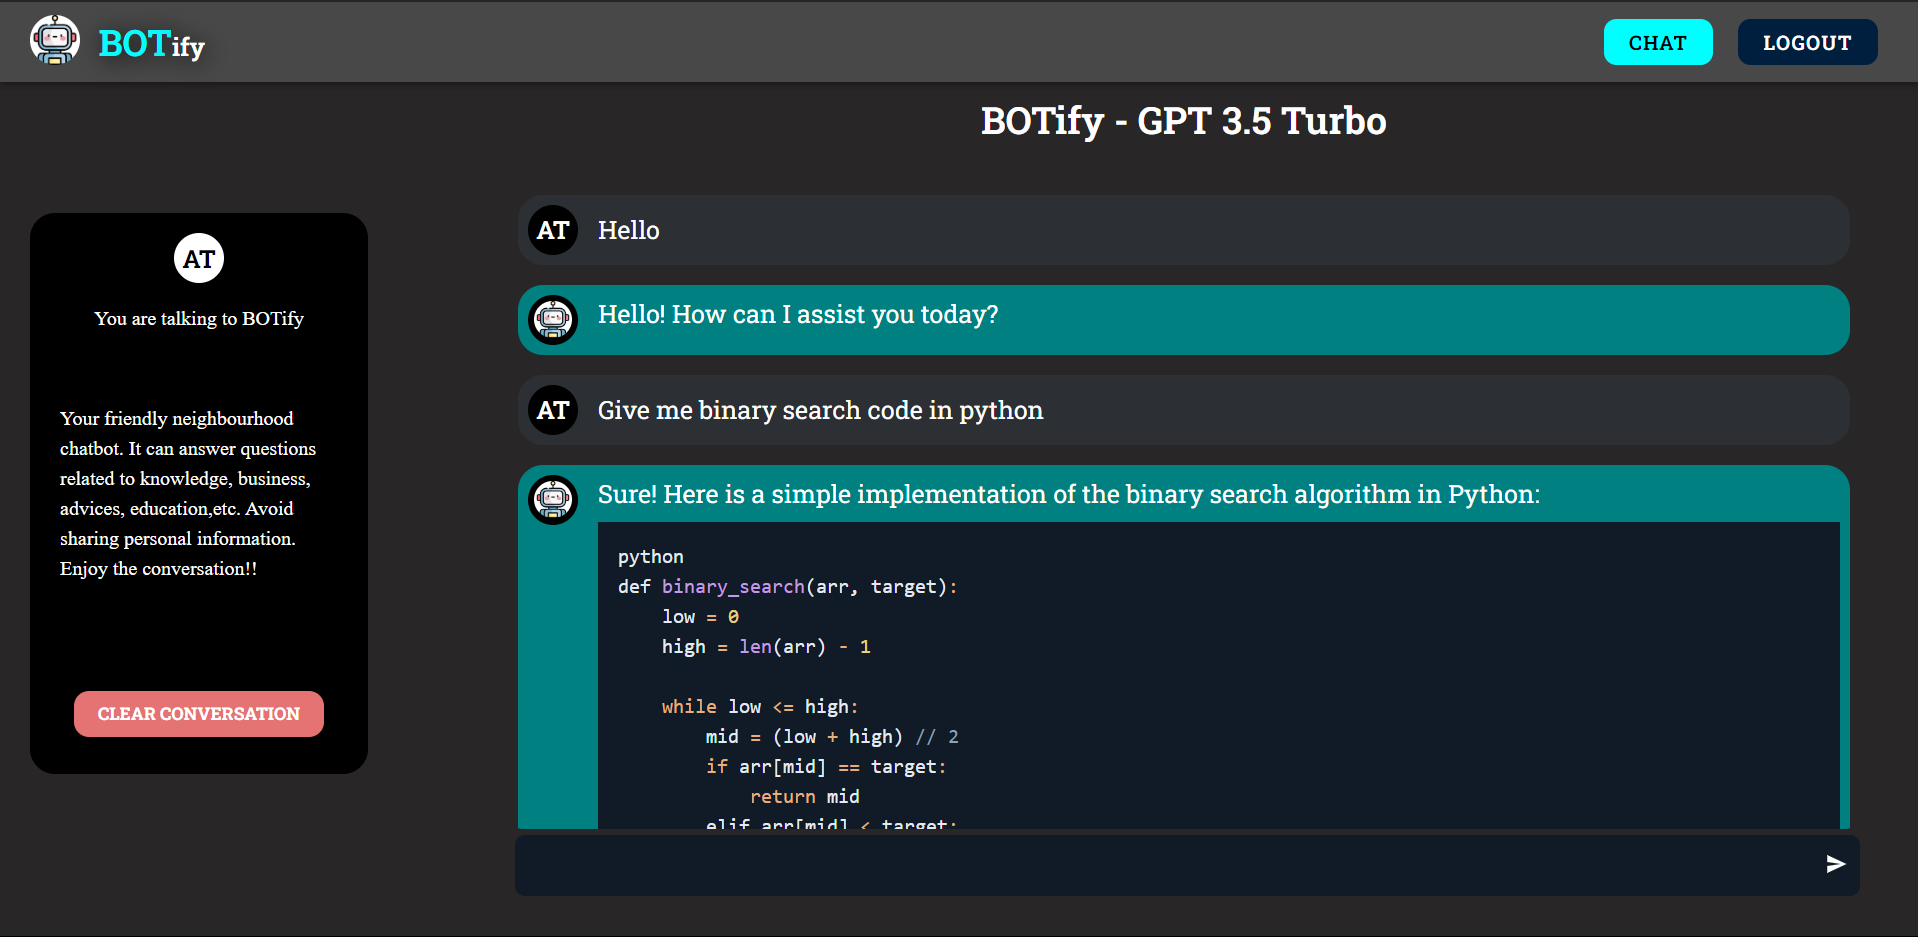 BOTify
CHAT
LOGOUT
BOTify - GPT 3.5 Turbo
AT
You are talking to BOTify
Your friendly neighbourhood
chatbot. It can answer questions
related to knowledge, business,
advices, education,etc. Avoid
sharing personal information.
Enjoy the conversation!!
CLEAR CONVERSATION
AT
Hello
Hello! How can I assist you today?
AT
Give me binary search code in python
Sure! Here is a simple implementation of the binary search algorithm in Python:
python
def binary_search(arr, target):
    low = 0
    high = len(arr) - 1
    while low <= high:
        mid = (low + high) // 2
        if arr[mid] == target:
            return mid
        elif arr[mid] < target: